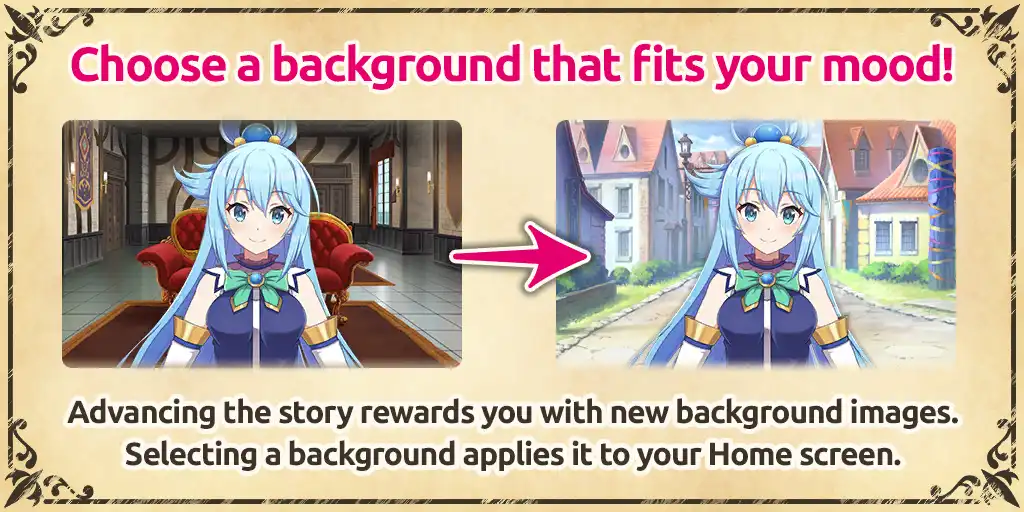 Choose a background that fits your mood!
Advancing the story rewards you with new background images.
Selecting a background applies it to your Home screen.